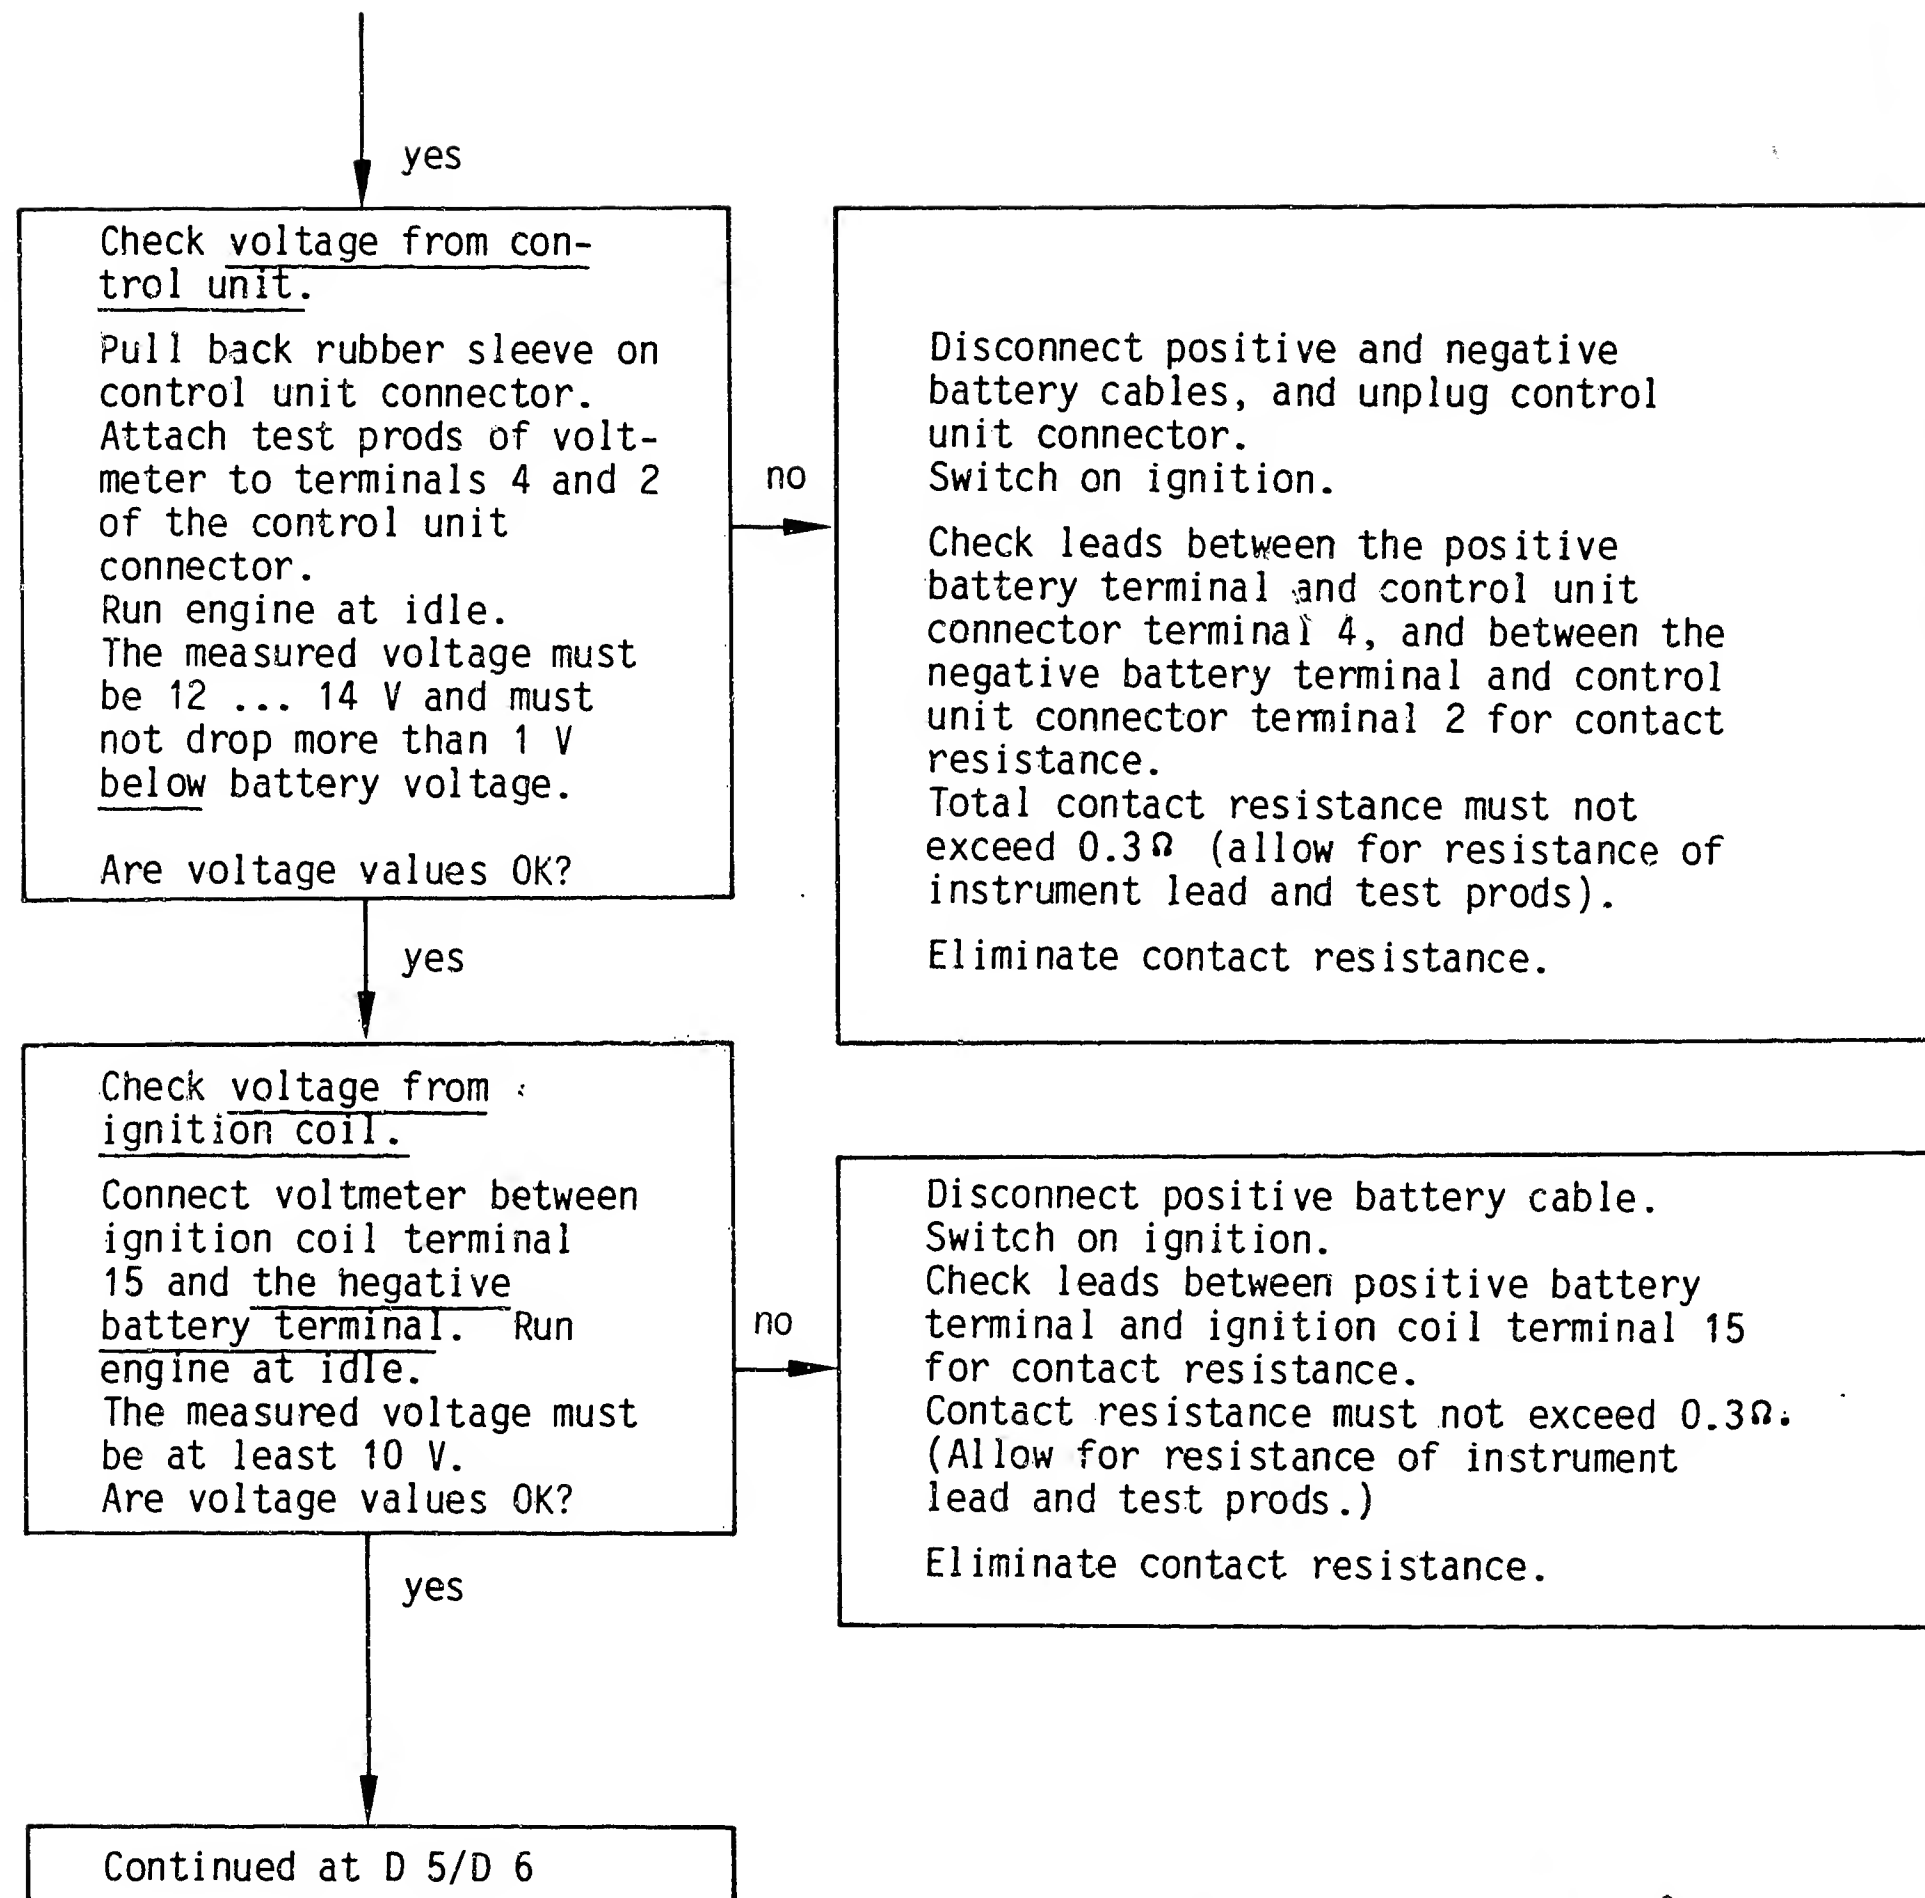 yes
Check voltage from con-
trol unit.
Pull back rubber sleeve on
control unit connector.
Attach test prods of volt-
meter to terminals 4 and 2
of the control unit
connector.
Run engine at idle.
The measured voltage must
be 12 ... 14 V and must
not drop more than 1 V
below battery voltage.
Are voltage values OK?
no
Disconnect positive and negative
battery cables, and unplug control
unit connector.
Switch on ignition.
Check leads between the positive
battery terminal and control unit
connector terminal 4, and between the
negative battery terminal and control
unit connector terminal 2 for contact
resistance.
Total contact resistance must not
exceed 0.3Ω (allow for resistance of
instrument lead and test prods).
Eliminate contact resistance.
yes
Check voltage from
ignition coil.
Connect voltmeter between
ignition coil terminal
15 and the negative
battery terminal. Run
engine at idle.
The measured voltage must
be at least 10 V.
Are voltage values OK?
no
Disconnect positive battery cable.
Switch on ignition.
Check leads between positive battery
terminal and ignition coil terminal 15
for contact resistance.
Contact resistance must not exceed 0.3Ω.
(Allow for resistance of instrument
lead and test prods.)
Eliminate contact resistance.
yes
Continued at D 5/D 6